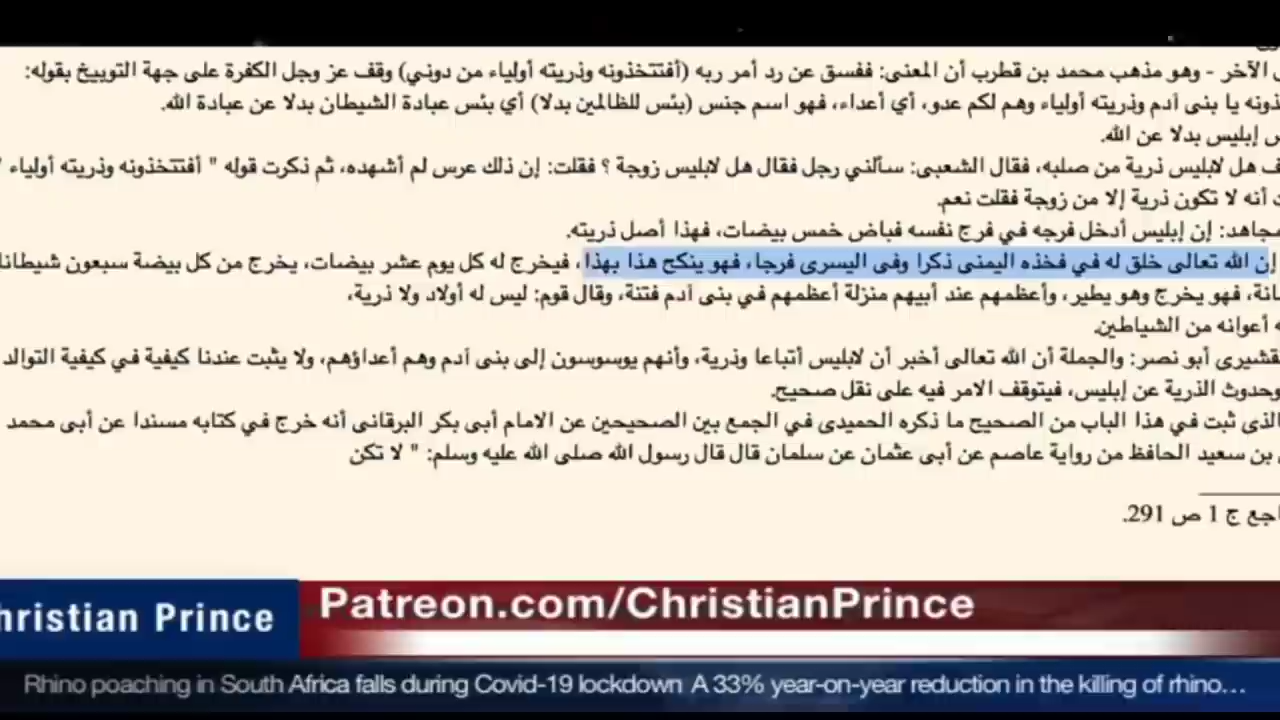 الآخر - وهو مذهب محمد بن قطرب أن المعنى: ففسق عن رد أمر ربه (أفتتخذونه وذريته أولياء من دوني) وقف عز وجل الكفرة على جهة التوبيخ بقوله:
ذونه يا بنى آدم وذريته أولياء وهم لكم عدو، أي أعداء، فهو اسم جنس (بئس للظالمين بدلا) أي بئس عبادة الشيطان بدلا عن عبادة الله.
س إبليس بدلا عن الله.
ف هل لابليس ذرية من صلبه، فقال الشعبى: سألني رجل فقال هل لابليس زوجة ؟ فقلت: إن ذلك عرس لم أشهده، ثم ذكرت قوله " أفتتخذونه وذريته أولياء
أنه لا تكون ذرية إلا من زوجة فقلت نعم.
جاهد: إن إبليس أدخل فرجه في فرج نفسه فباض خمس بيضات، فهذا أصل ذريته.
إن الله تعالى خلق له في فخذه اليمنى ذكرا وفى اليسرى فرجا، فهو ينكح هذا بهذا، فيخرج له كل يوم عشر بيضات، يخرج من كل بيضة سبعون شيطانا
انة، فهو يخرج وهو يطير، وأعظمهم عند أبيهم منزلة أعظمهم في بنى آدم فتنة، وقال قوم: ليس له أولاد ولا ذرية،
ه أعوانه من الشياطين.
قشيرى أبو نصر: والجملة أن الله تعالى أخبر أن لابليس أتباعا وذرية، وأنهم يوسوسون إلى بنى آدم وهم أعداؤهم، ولا يثبت عندنا كيفية في كيفية التوالد
وحدوث الذرية عن إبليس، فيتوقف الامر فيه على نقل صحيح.
لذى ثبت في هذا الباب من الصحيح ما ذكره الحميدى في الجمع بين الصحيحين عن الامام أبى بكر البرقانى أنه خرج في كتابه مسندا عن أبى محمد
بن سعيد الحافظ من رواية عاصم عن أبى عثمان عن سلمان قال قال رسول الله صلى الله عليه وسلم: " لا تكن
اجع ج 1 ص 291.
hristian Prince
Patreon.com/ChristianPrince
Rhino poaching in South Africa falls during Covid-19 lockdown A 33% year-on-year reduction in the killing of rhino…